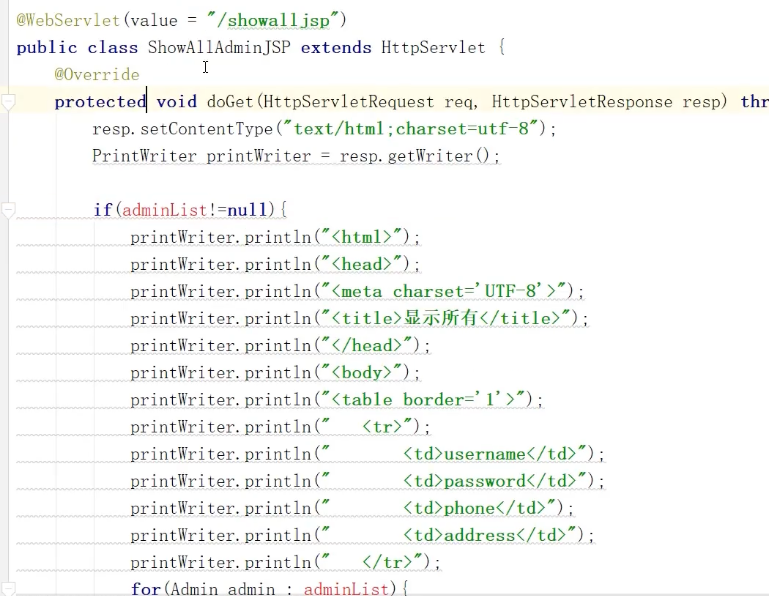 @WebServlet(value = "/showalljsp")
public class ShowAllAdminJSP extends HttpServlet {
@Override
protected void doGet(HttpServletRequest req, HttpServletResponse resp) thr
resp.setContentType("text/html;charset=utf-8");
PrintWriter printWriter = resp.getWriter();
if(adminList!=null){
printWriter.println("<html>");
printWriter.println("<head>");
printWriter.println("<meta charset='UTF-8'>");
printWriter.println("<title>显示所有</title>");
printWriter.println("</head>");
printWriter.println("<body>");
printWriter.println("<table border='1'>");
printWriter.println("   <tr>");
printWriter.println("       <td>username</td>");
printWriter.println("       <td>password</td>");
printWriter.println("       <td>phone</td>");
printWriter.println("       <td>address</td>");
printWriter.println("   </tr>");
for(Admin admin : adminList){